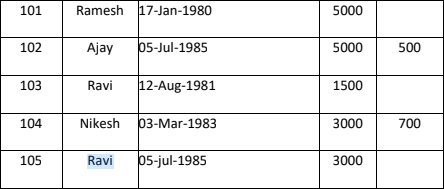 101 Ramesh 17-Jan-1980 5000
102 Ajay 05-Jul-1985 5000 500
103 Ravi 12-Aug-1981 1500
104 Nikesh 03-Mar-1983 3000 700
105 Ravi 05-jul-1985 3000